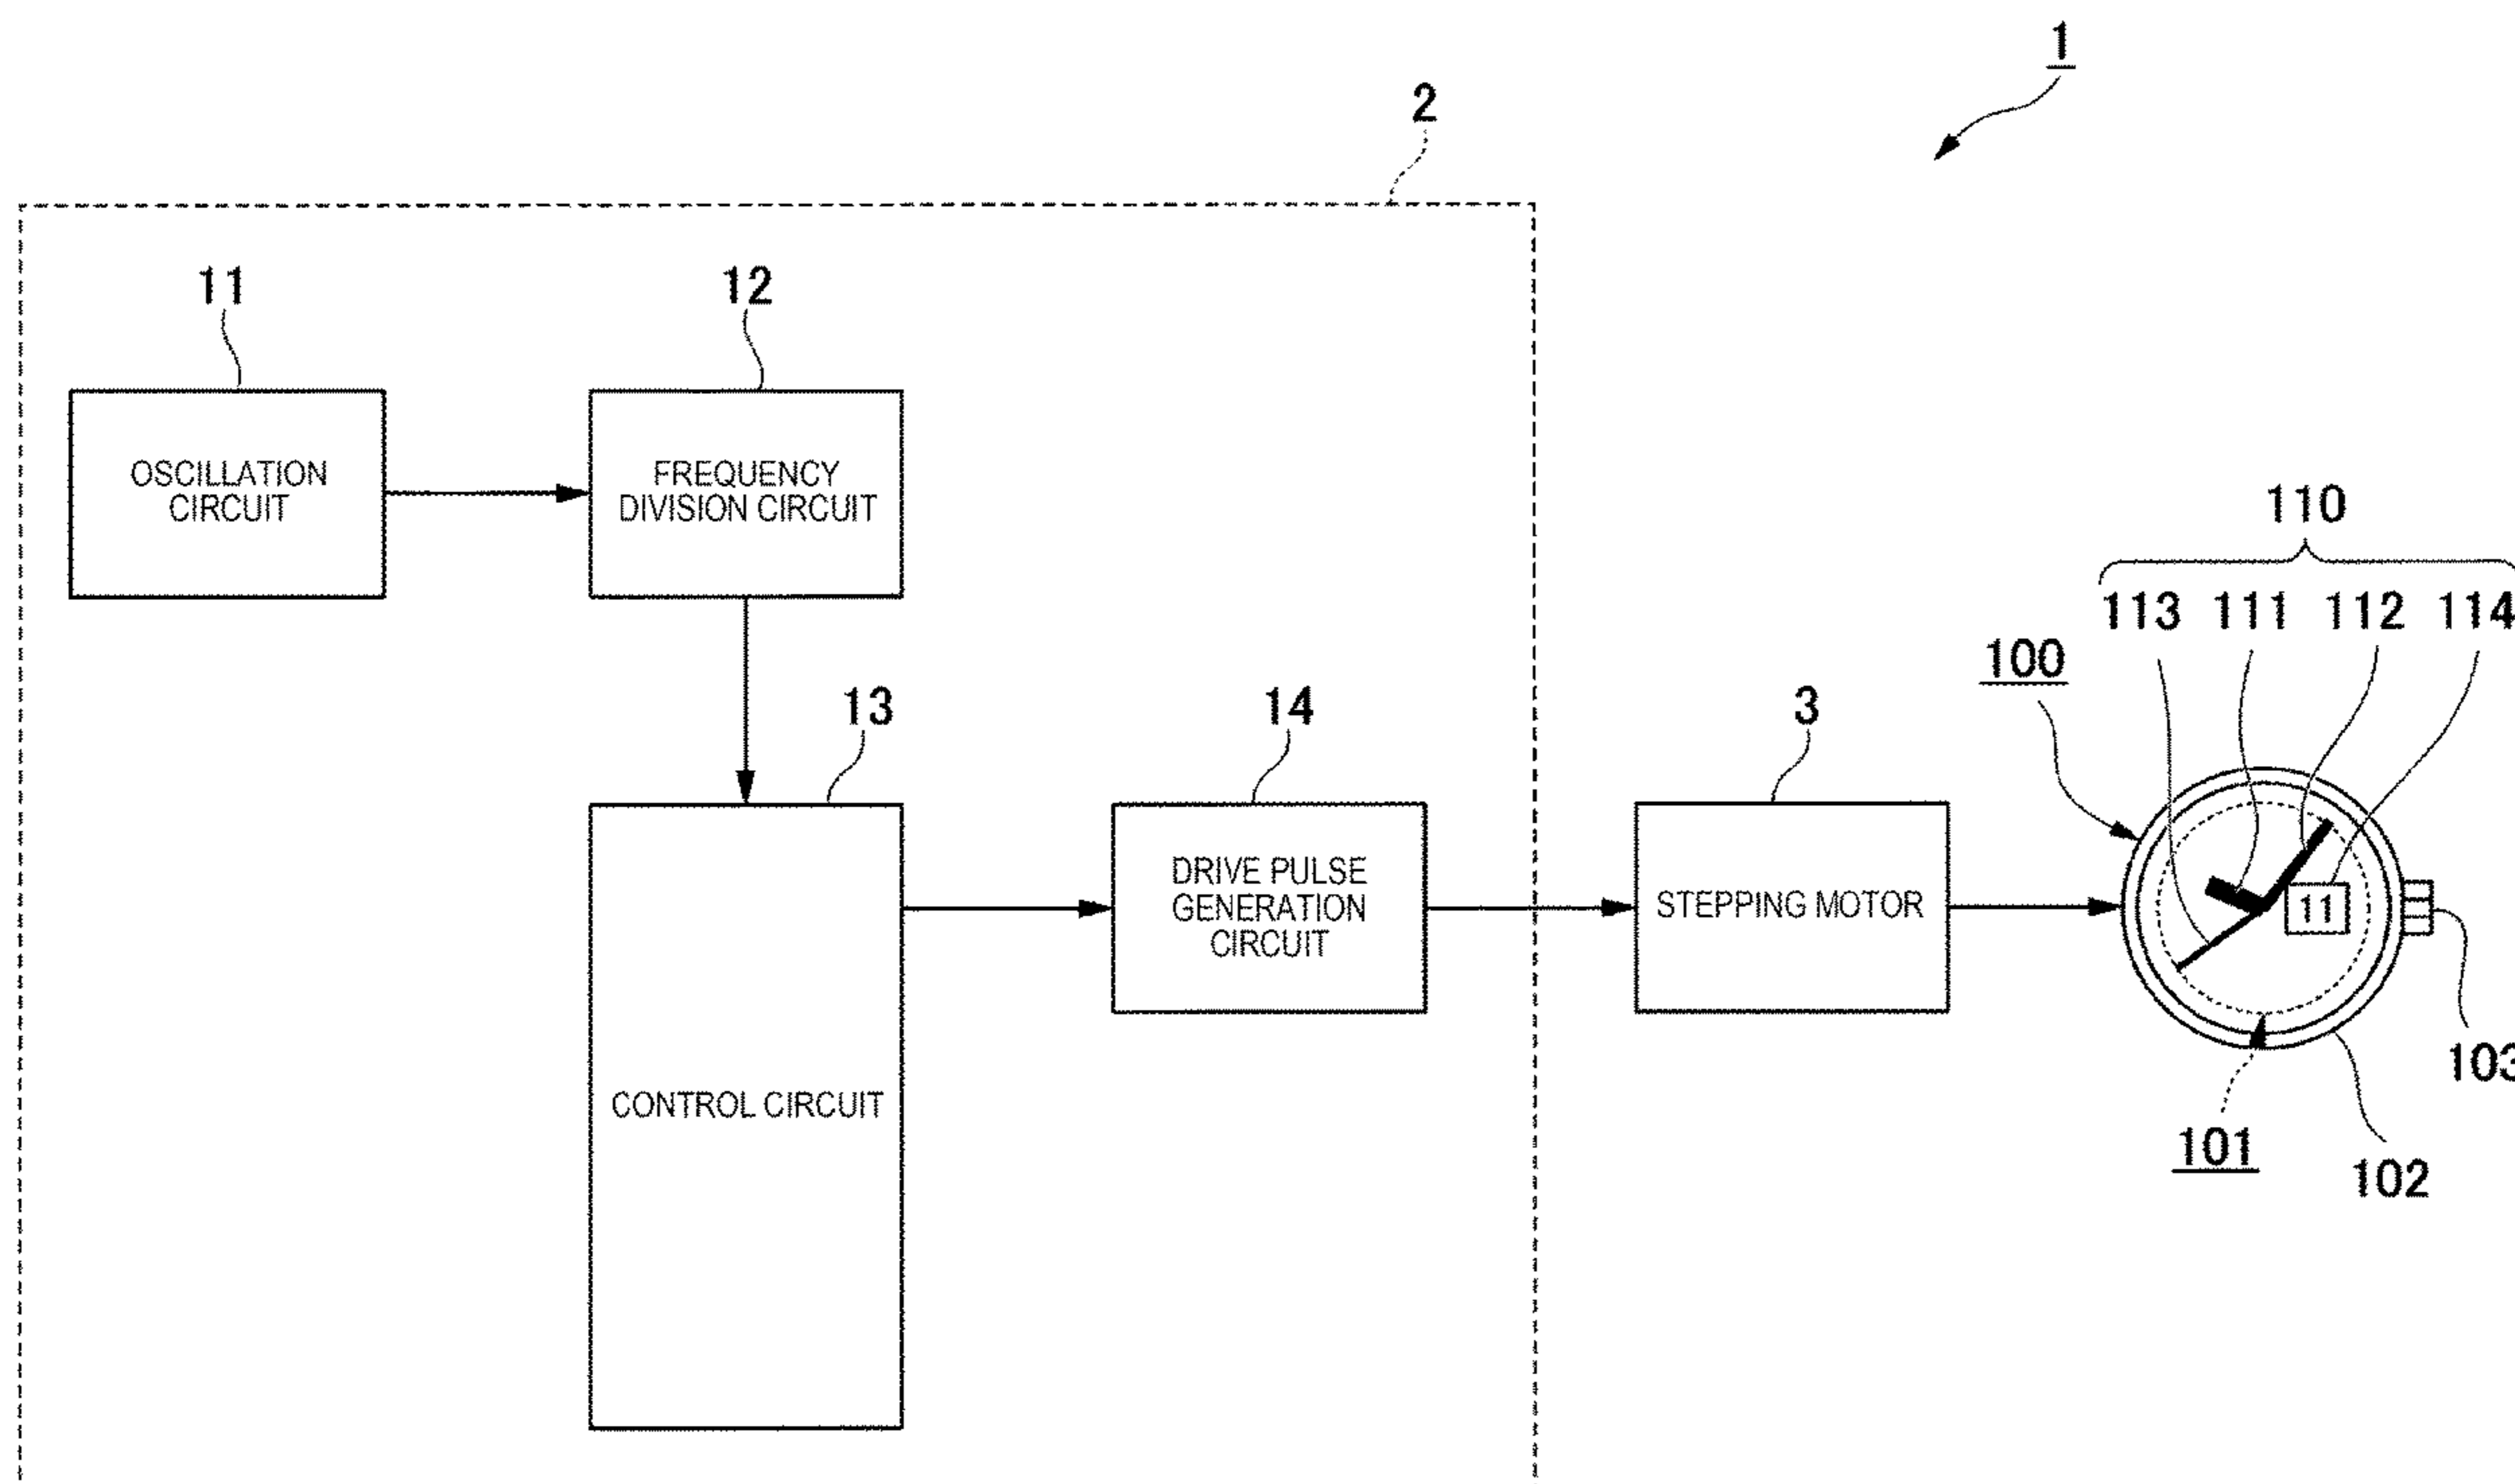 1
2
11
12
OSCILLATION
CIRCUIT
FREQUENCY
DIVISION CIRCUIT
110
113 111 112 114
100
13
14
3
DRIVE PULSE
GENERATION
CIRCUIT
STEPPING MOTOR
11
CONTROL CIRCUIT
103
101
102